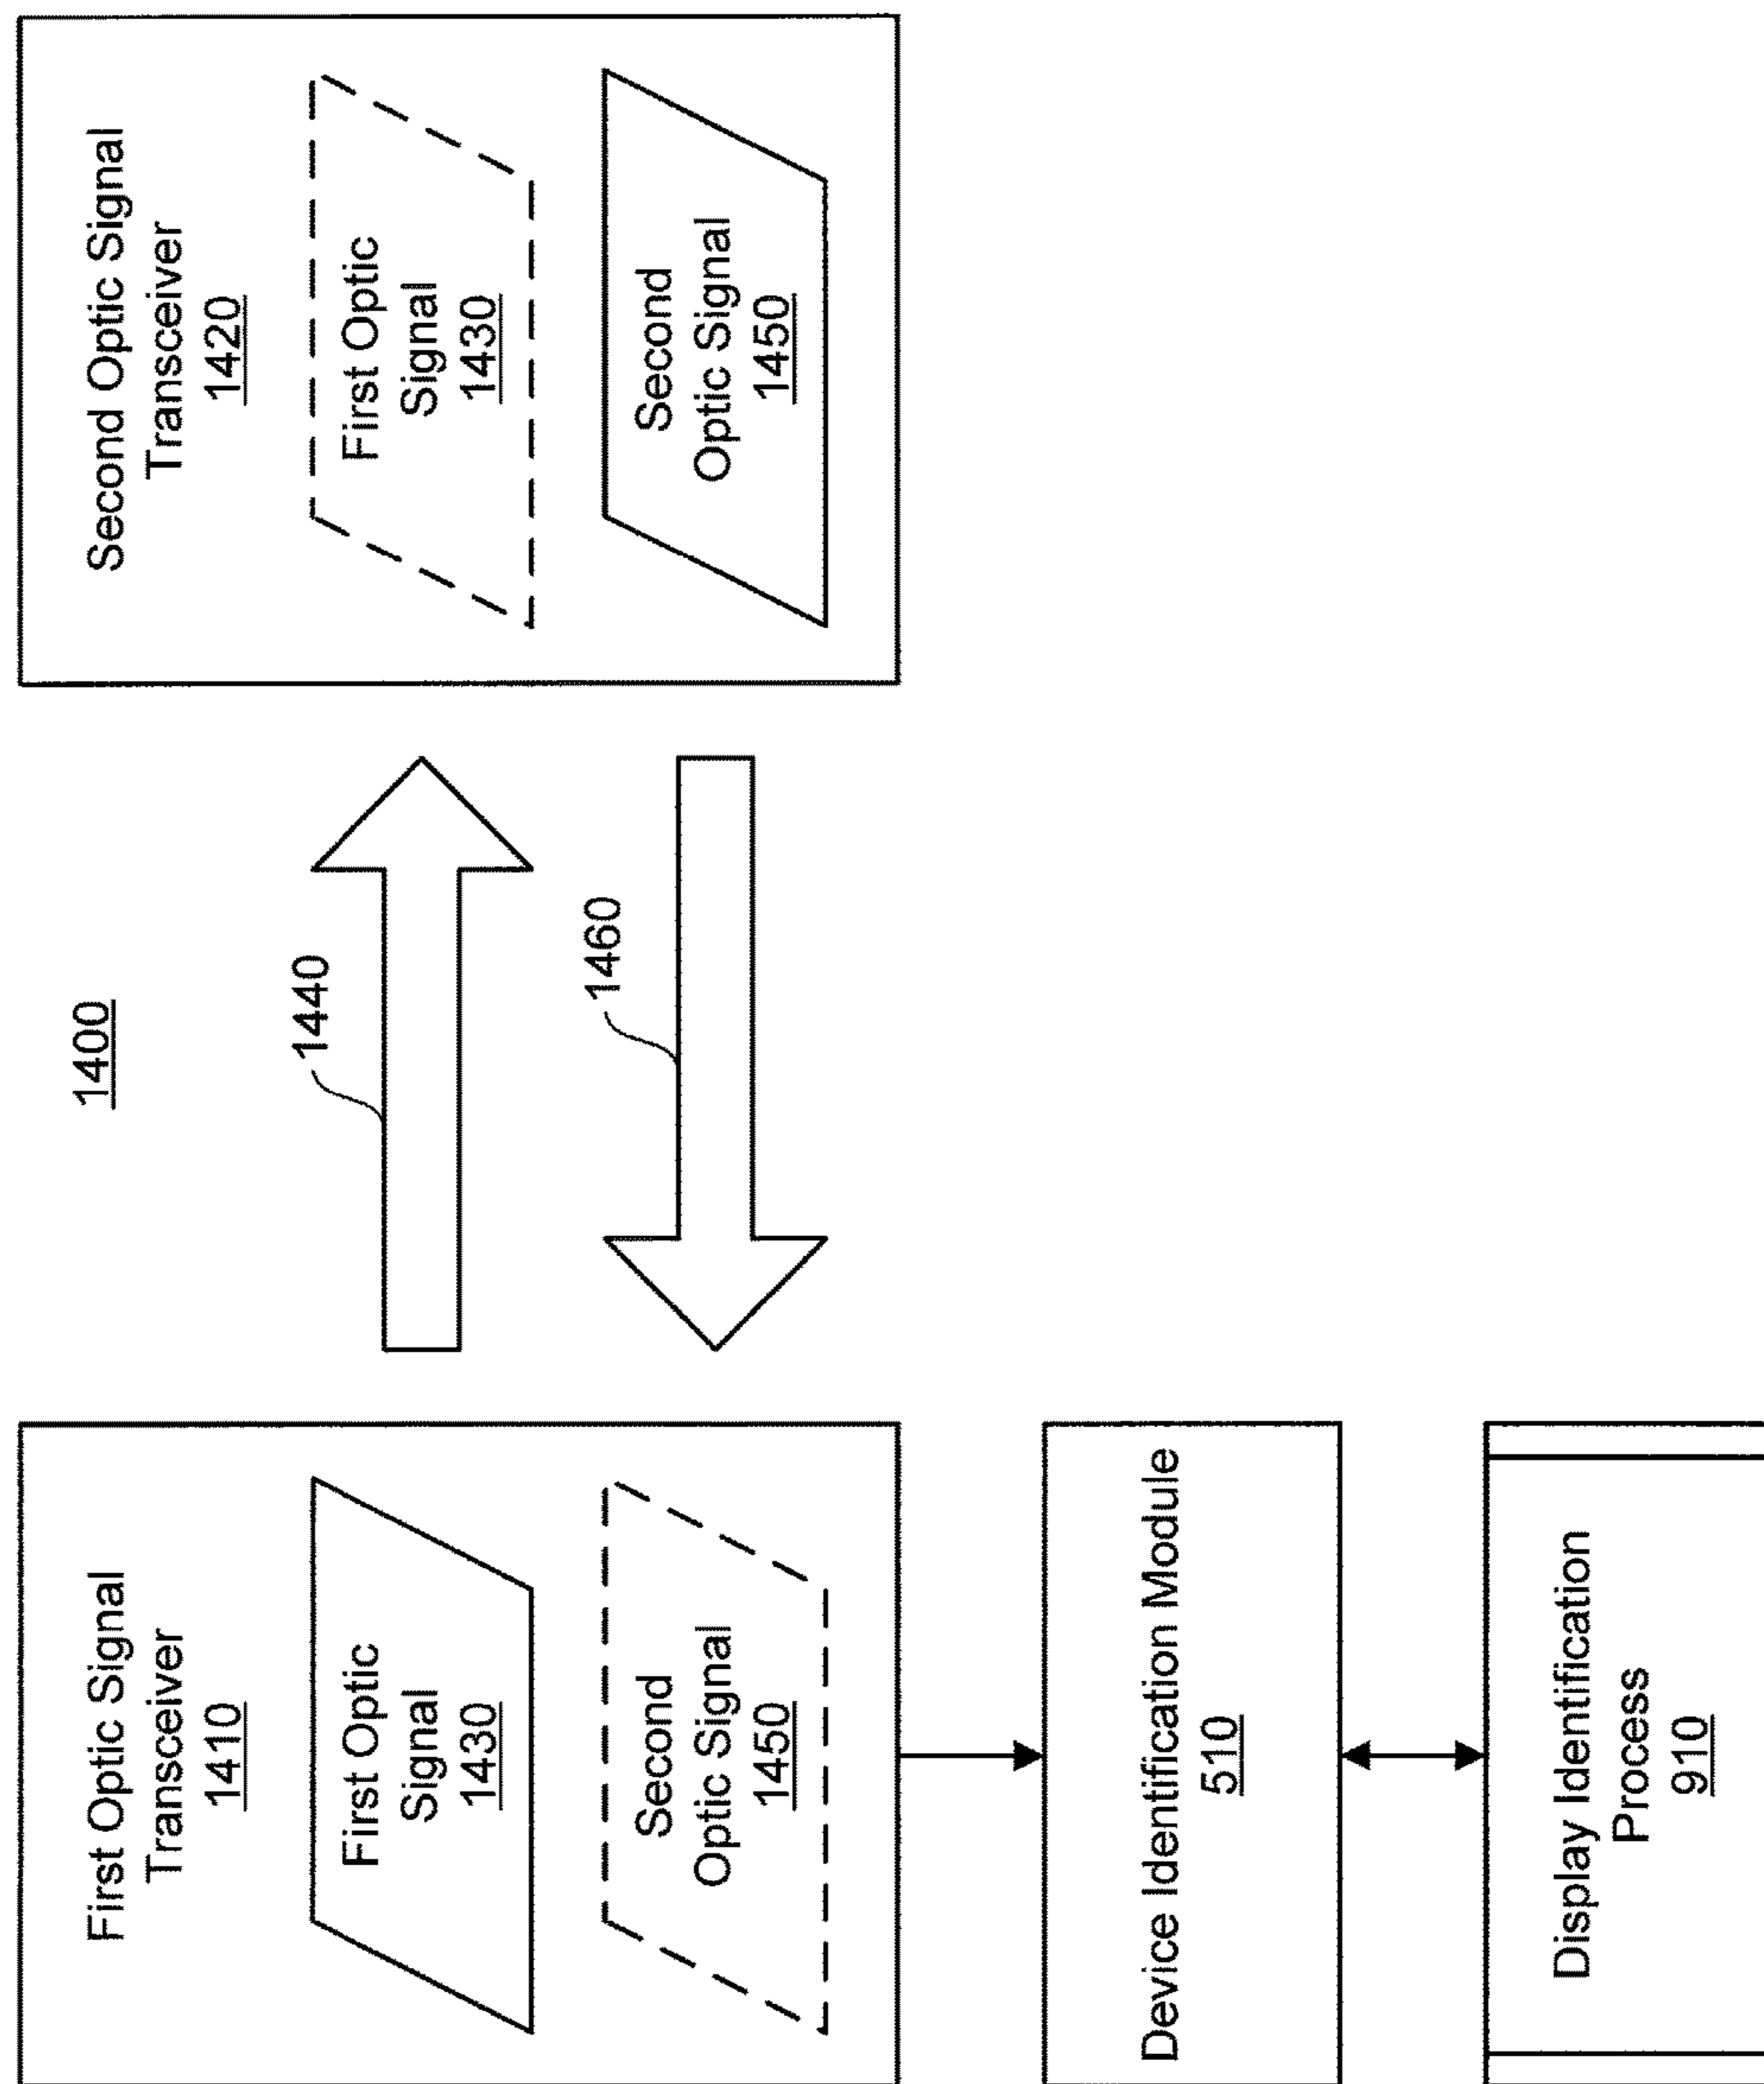 1400
First Optic Signal
Transceiver
1410
First Optic
Signal
1430
Second
Optic Signal
1450
1440
1460
Second Optic Signal
Transceiver
1420
First Optic
Signal
1430
Second
Optic Signal
1450
Device Identification Module
510
Display Identification
Process
910